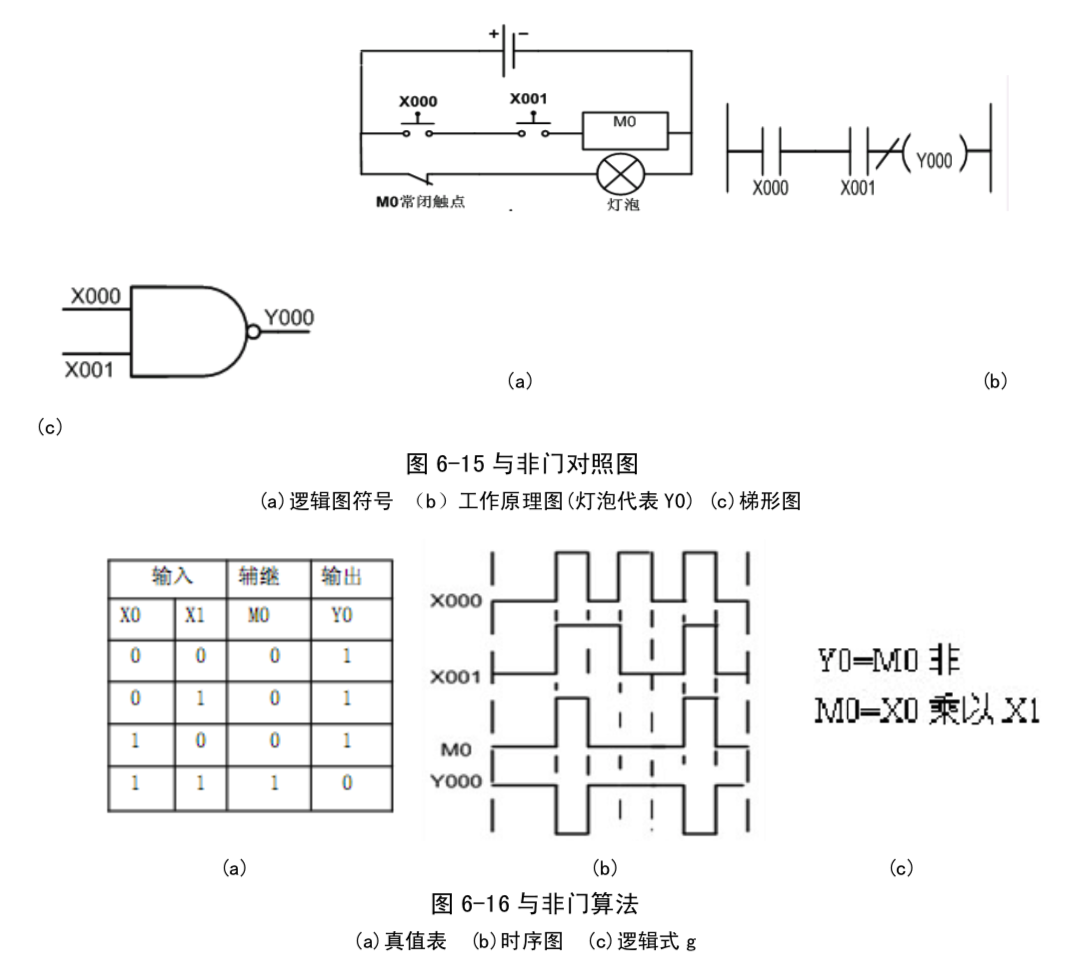 + -
X000
X001
M0
M0常闭触点
灯泡
X000
X001
Y000
X000
X001
Y000
(a)
(b)
(c)
图 6-15 与非门对照图
(a)逻辑图符号 （b）工作原理图(灯泡代表 Y0) (c)梯形图
输入 辅继 输出
X0 X1 M0 Y0
0 0 0 1
0 1 0 1
1 0 0 1
1 1 1 0
X000
X001
M0
Y000
Y0=M0 非
M0=X0 乘以 X1
(a)
(b)
(c)
图 6-16 与非门算法
(a)真值表 (b)时序图 (c)逻辑式 g